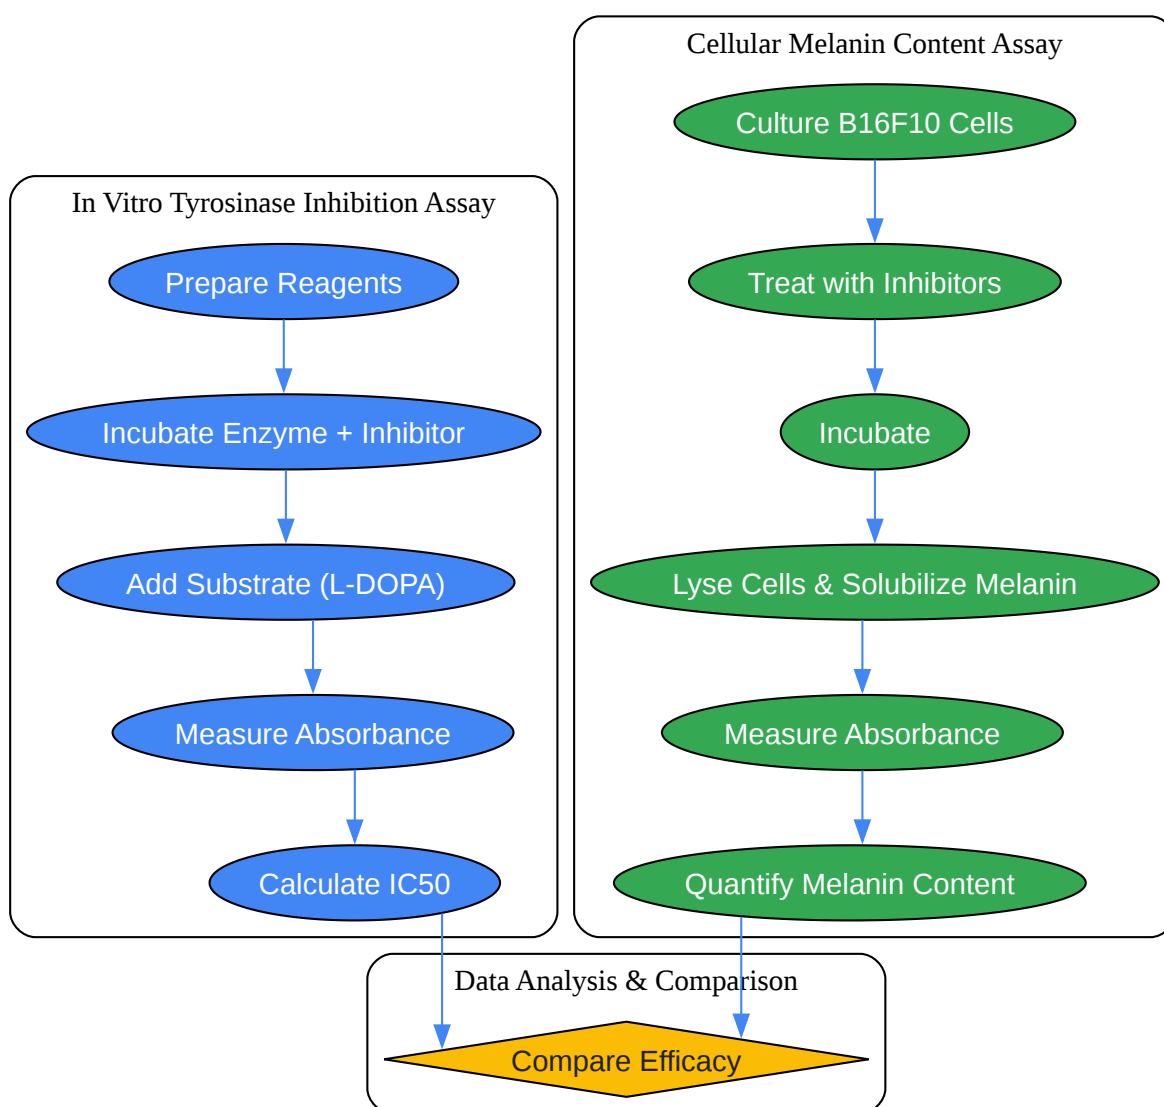 In Vitro Tyrosinase Inhibition Assay
Prepare Reagents
Incubate Enzyme + Inhibitor
Add Substrate (L-DOPA)
Measure Absorbance
Calculate IC50
Cellular Melanin Content Assay
Culture B16F10 Cells
Treat with Inhibitors
Incubate
Lyse Cells & Solubilize Melanin
Measure Absorbance
Quantify Melanin Content
Data Analysis & Comparison
Compare Efficacy